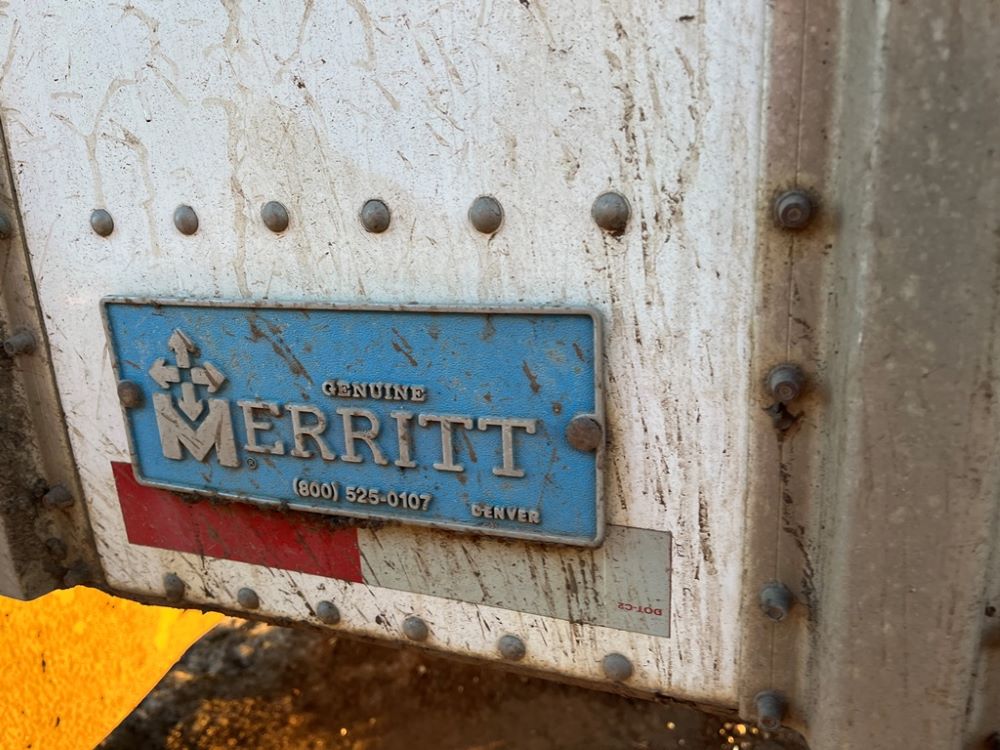 GENUINE
MERRITT®
(800) 525-0107
DENVER
DOT-C2